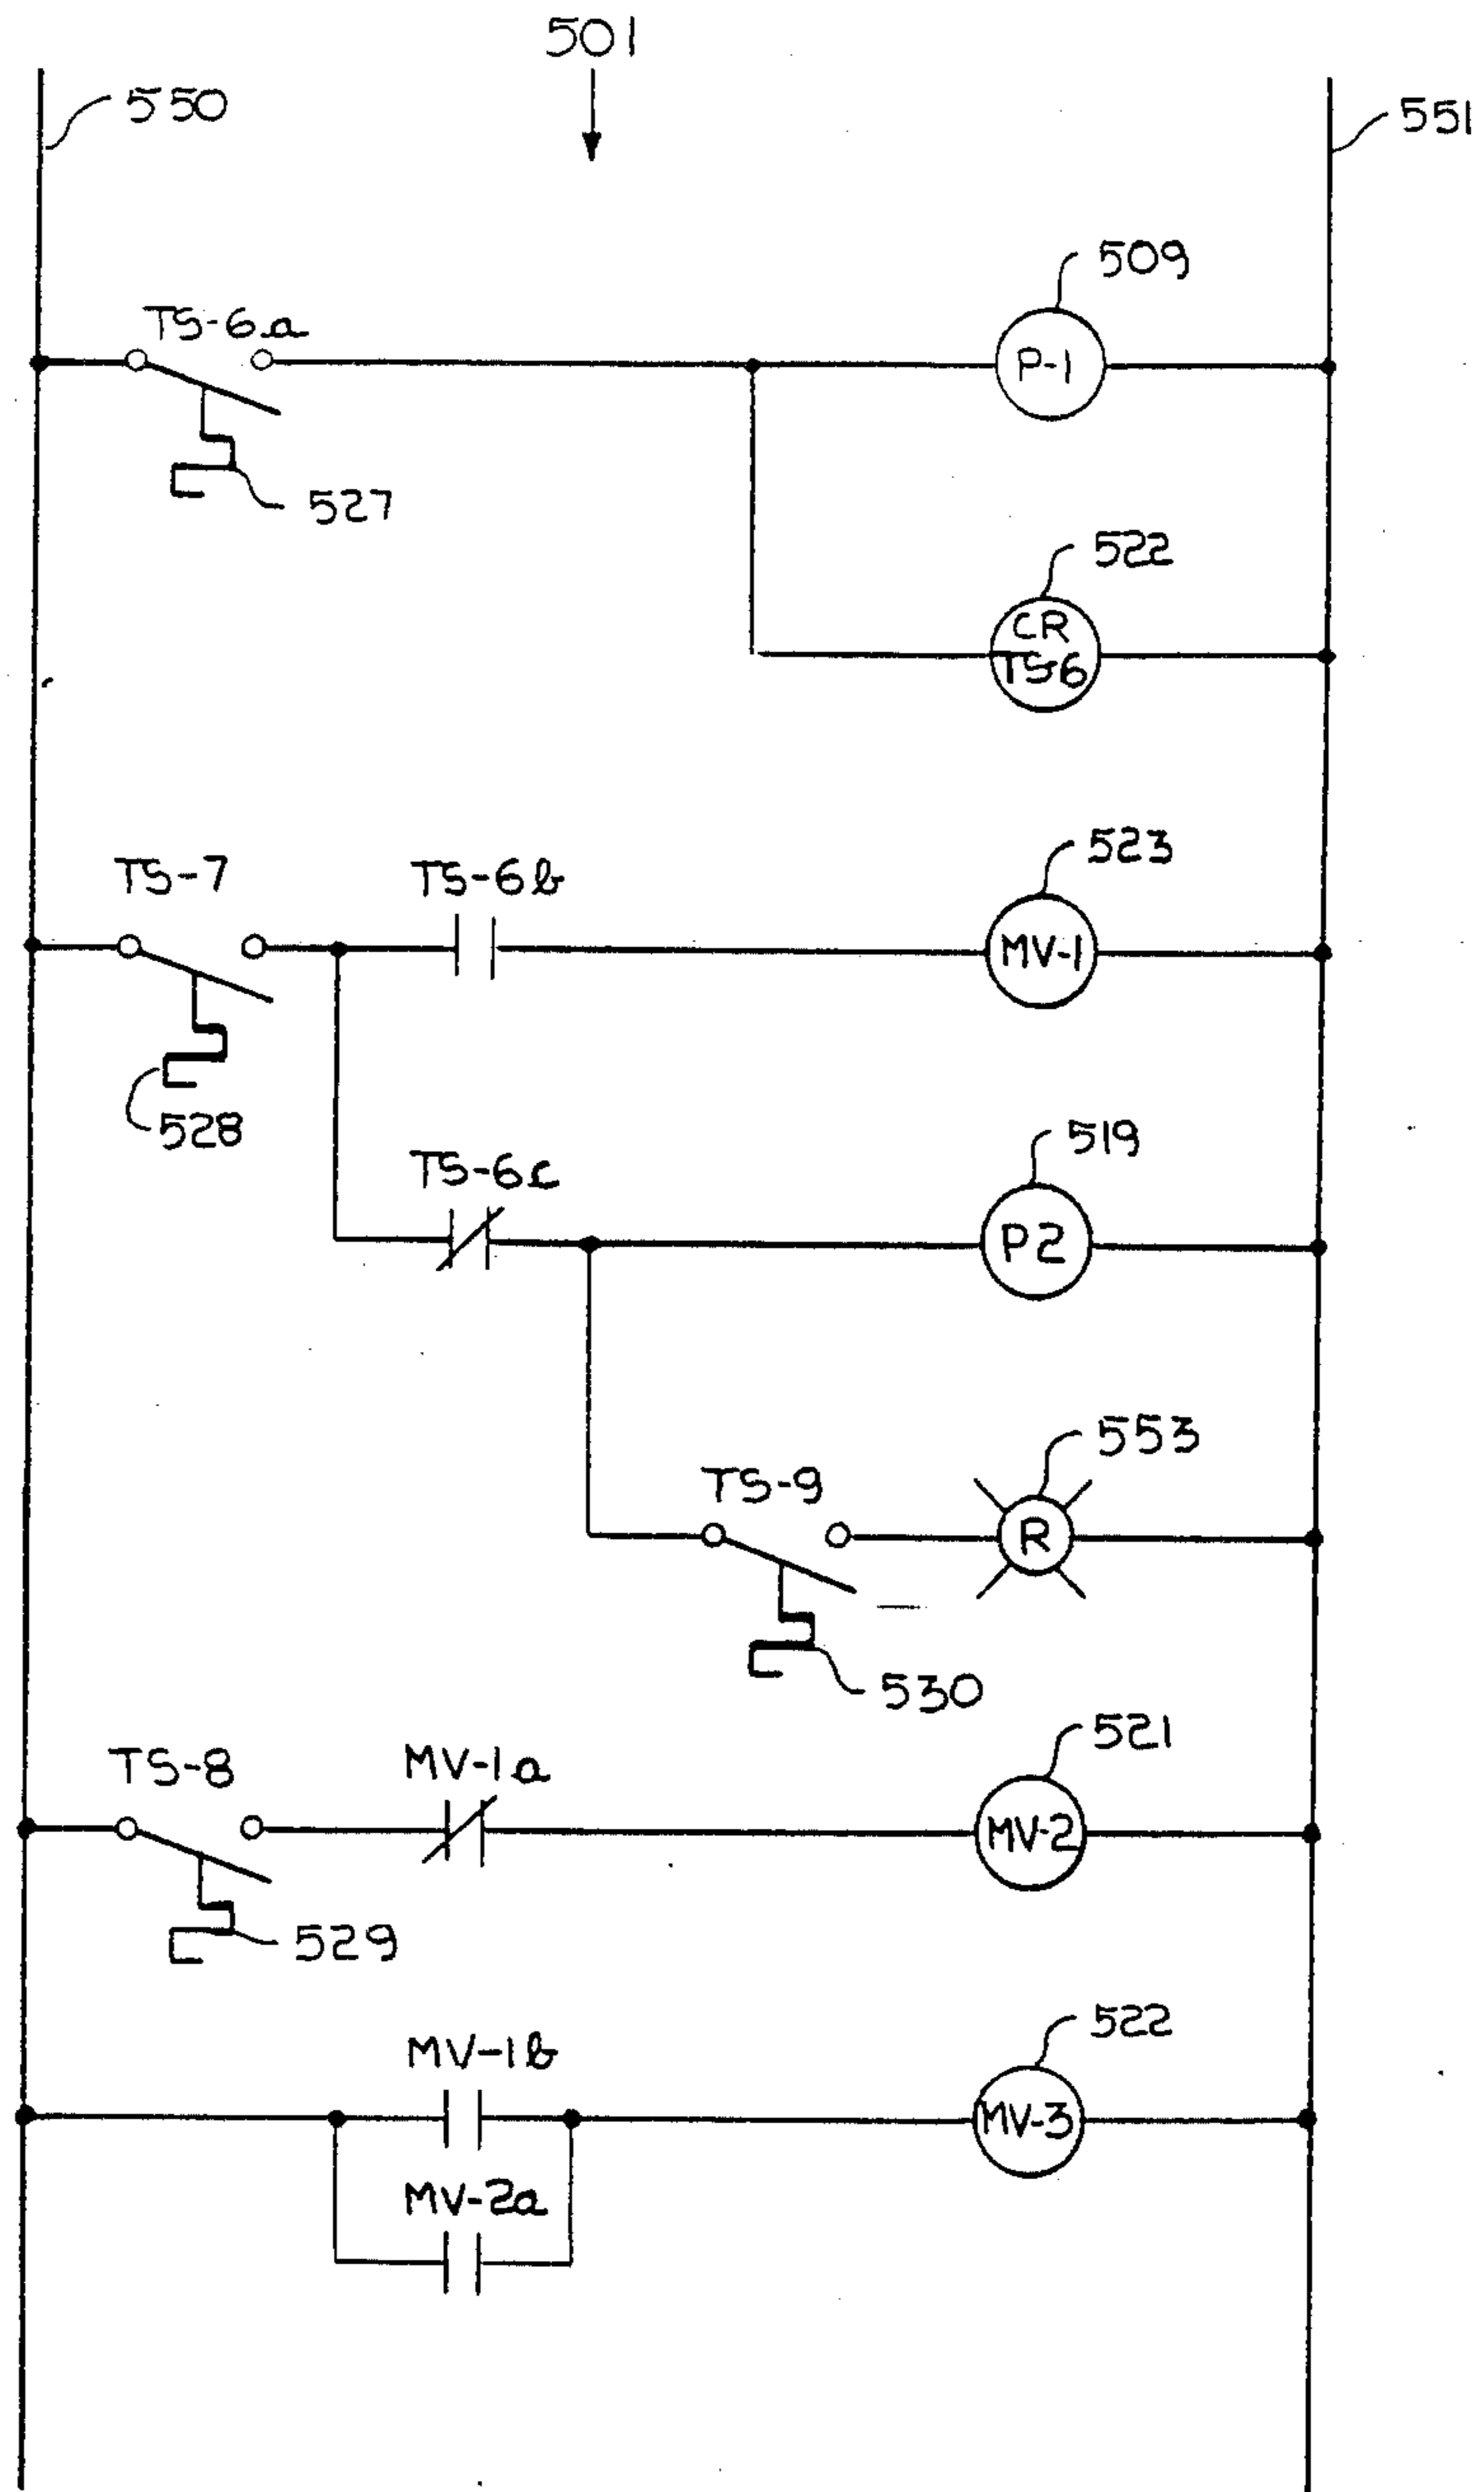 501
550
551
509
TS-6a
P-1
527
522
CR
TS6
523
TS-7
TS-6b
MV-1
528
519
TS-6c
P2
553
TS-9
R
530
521
TS-8
MV-1a
MV-2
529
522
MV-1b
MV-3
MV-2a